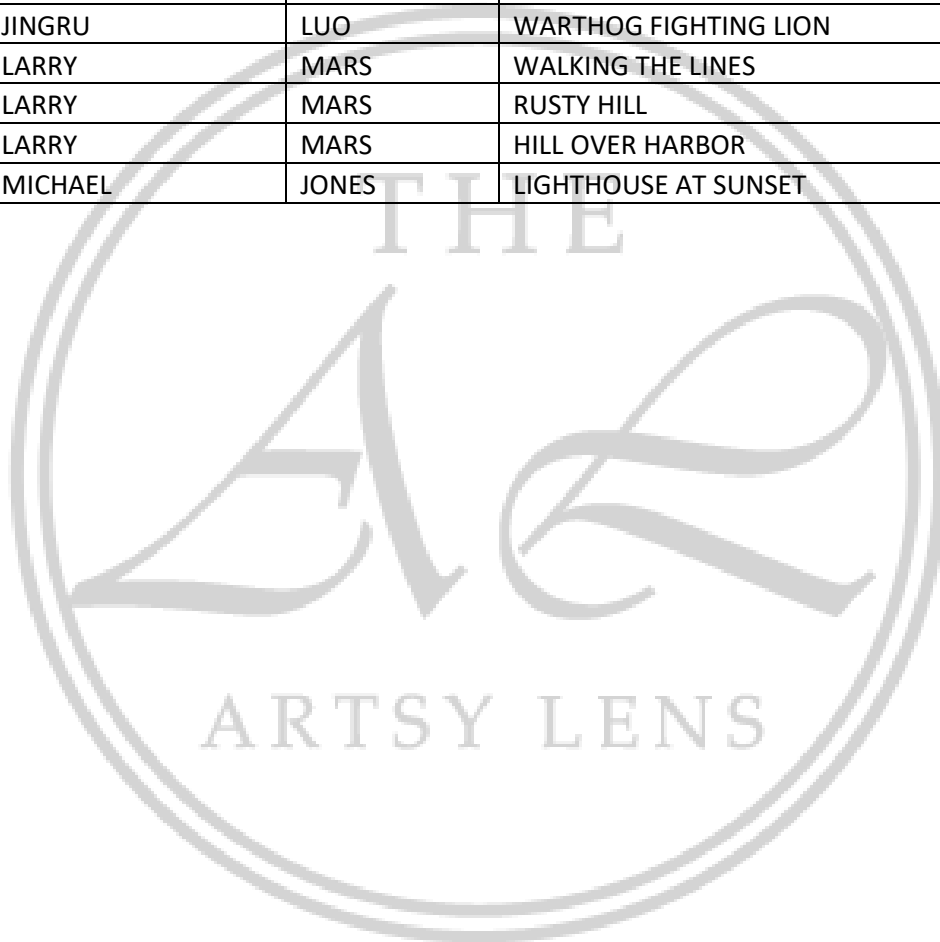 JINGRU LUO WARTHOG FIGHTING LION
LARRY MARS WALKING THE LINES
LARRY MARS RUSTY HILL
LARRY MARS HILL OVER HARBOR
MICHAEL JONES LIGHTHOUSE AT SUNSET
THE
AL
ARTSY LENS